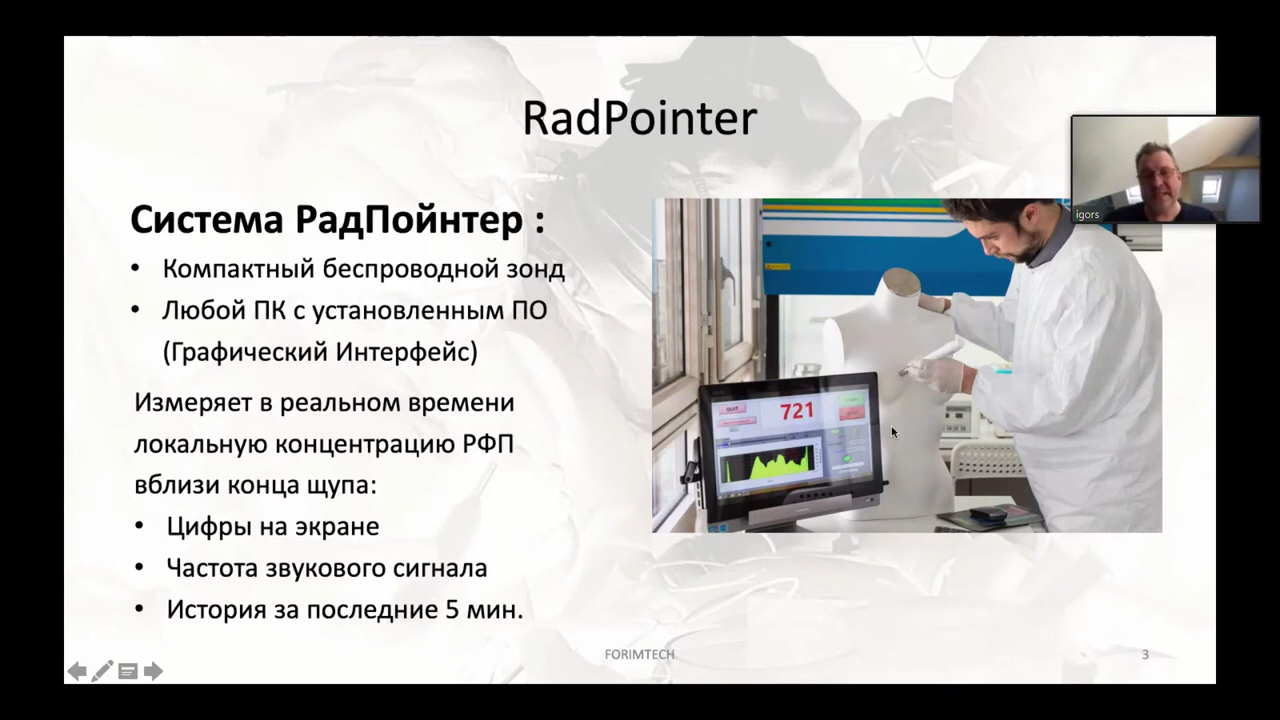 RadPointer
igors
Система РадПойнтер :
• Компактный беспроводной зонд
• Любой ПК с установленным ПО
(Графический Интерфейс)
Измеряет в реальном времени
локальную концентрацию РФП
вблизи конца щупа:
• Цифры на экране
• Частота звукового сигнала
• История за последние 5 мин.
721
FORIMTECH
3